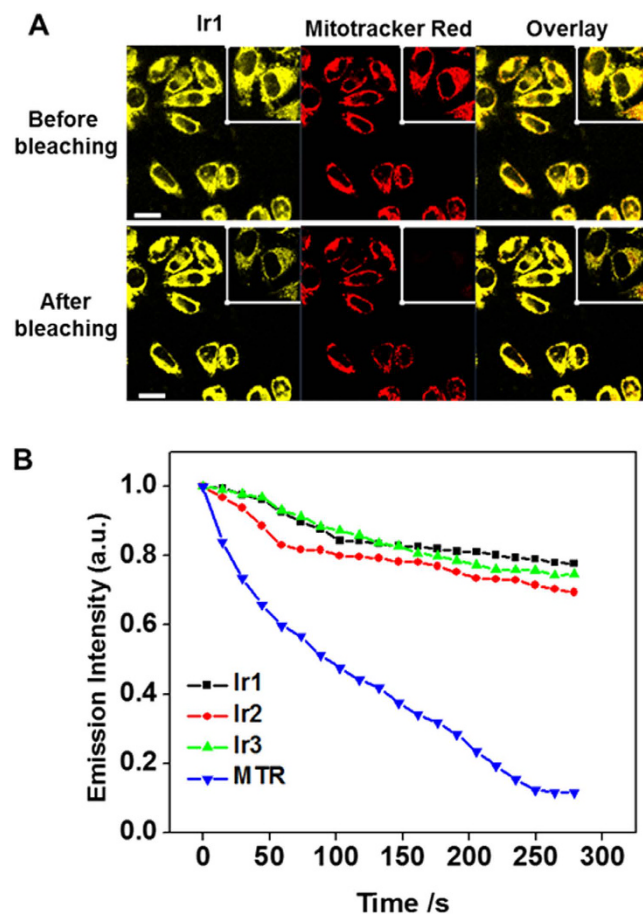 A
Ir1 Mitotracker Red Overlay
Before
bleaching
After
bleaching
B
1.0
0.8
0.6
0.4
0.2
0.0
Emission Intensity (a.u.)
Ir1
Ir2
Ir3
MTR
0 50 100 150 200 250 300
Time /s